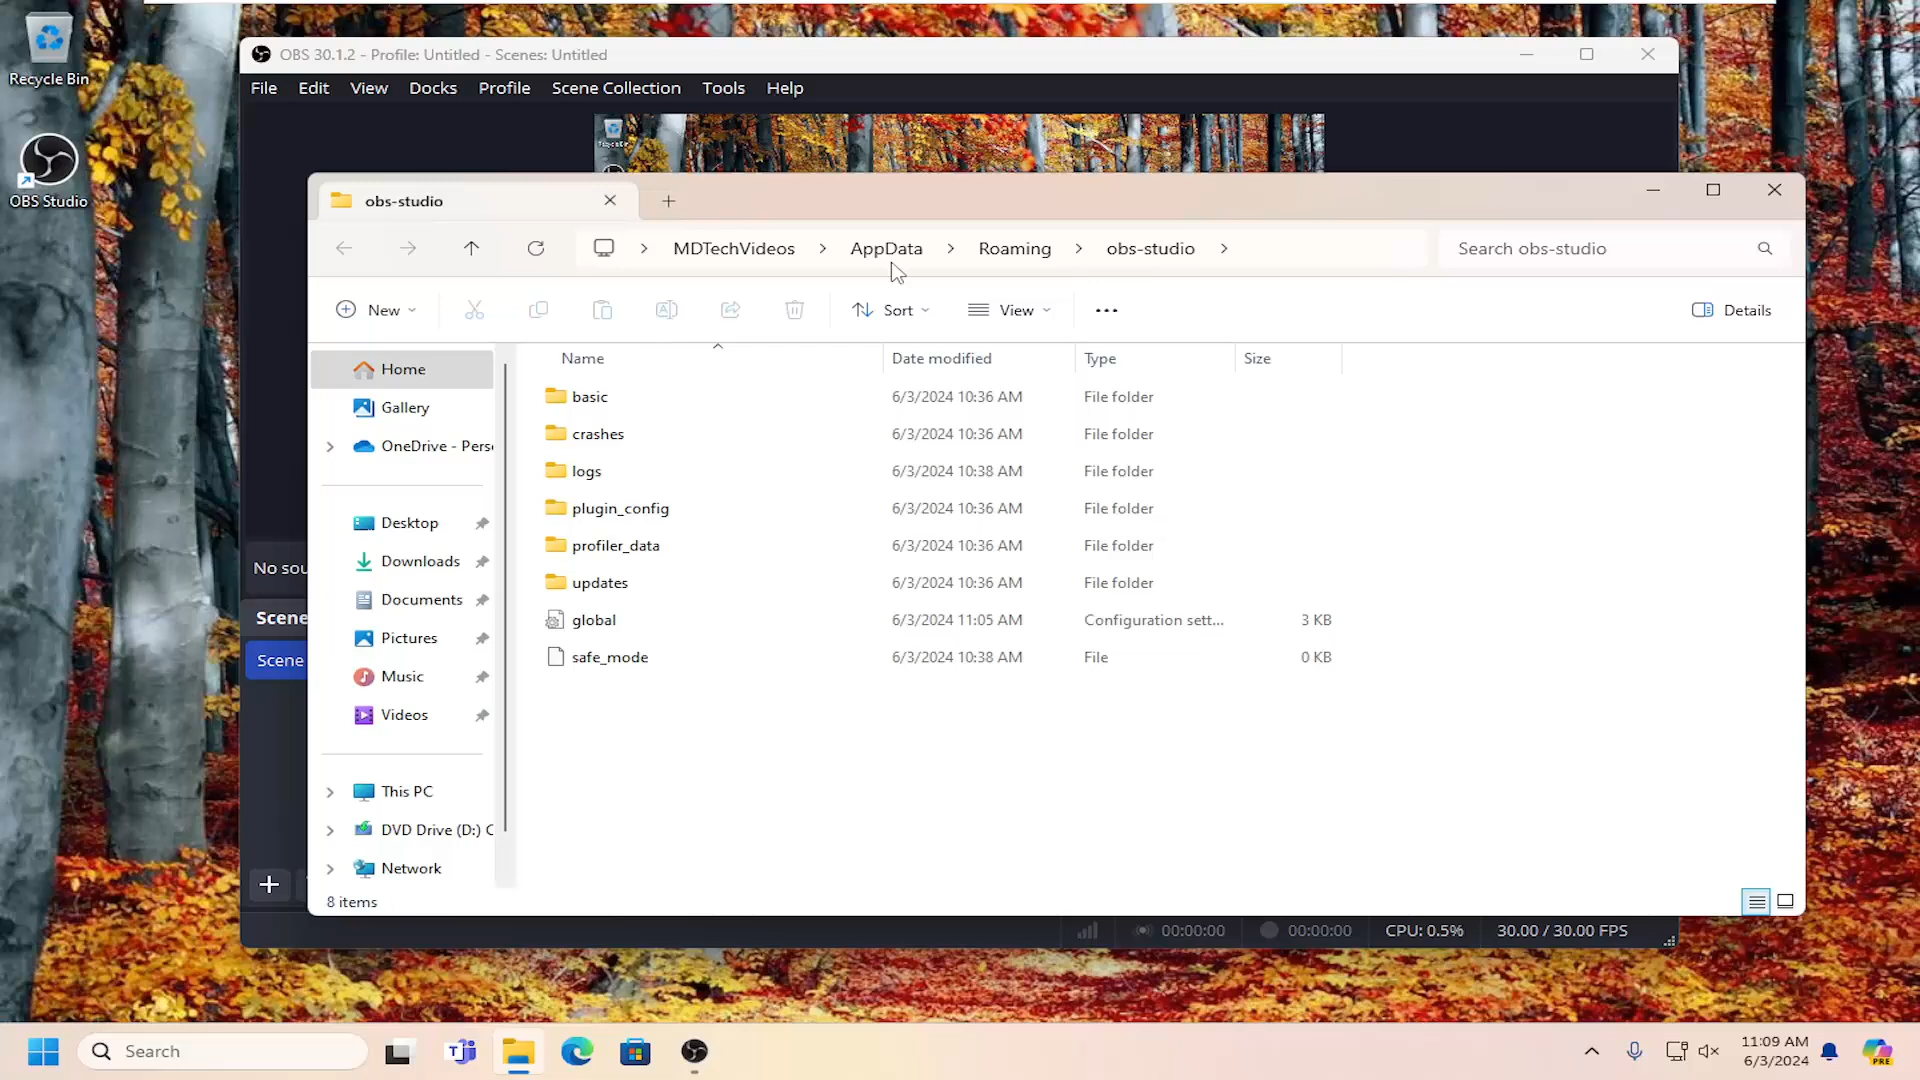 Recycle Bin
OBS Studio
OBS 30.1.2 - Profile: Untitled - Scenes: Untitled
File Edit View Docks Profile Scene Collection Tools Help
obs-studio
MDTechVideos > AppData > Roaming > obs-studio >
Search obs-studio
New Sort View Details
Name Date modified Type Size
Home
Gallery
OneDrive - Perso
Desktop
Downloads
Documents
Pictures
Music
Videos
This PC
DVD Drive (D:) C
Network
basic 6/3/2024 10:36 AM File folder
crashes 6/3/2024 10:36 AM File folder
logs 6/3/2024 10:38 AM File folder
plugin_config 6/3/2024 10:36 AM File folder
profiler_data 6/3/2024 10:36 AM File folder
updates 6/3/2024 10:36 AM File folder
global 6/3/2024 11:05 AM Configuration sett... 3 KB
safe_mode 6/3/2024 10:38 AM File 0 KB
8 items
No sou
Scene
Scene
00:00:00 00:00:00 CPU: 0.5% 30.00 / 30.00 FPS
Search
11:09 AM
6/3/2024
PRE